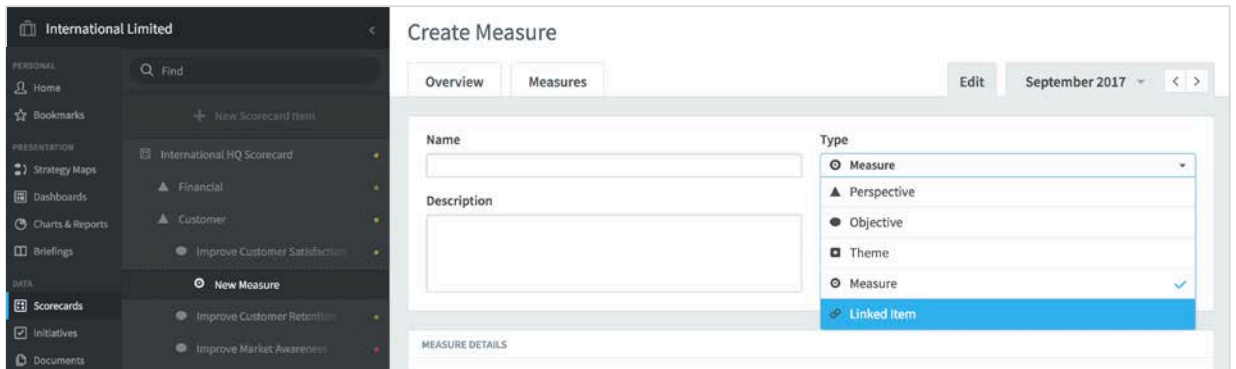 International Limited
PERSONAL
Home
Bookmarks
PRESENTATION
Strategy Maps
Dashboards
Charts & Reports
Briefings
DATA
Scorecards
Initiatives
Documents
Find
New Scorecard Item
International HQ Scorecard
Financial
Customer
Improve Customer Satisfaction
New Measure
Improve Customer Retention
Improve Market Awareness
Create Measure
Overview
Measures
Edit
September 2017
Name
Description
Type
Measure
Perspective
Objective
Theme
Measure
Linked Item
MEASURE DETAILS